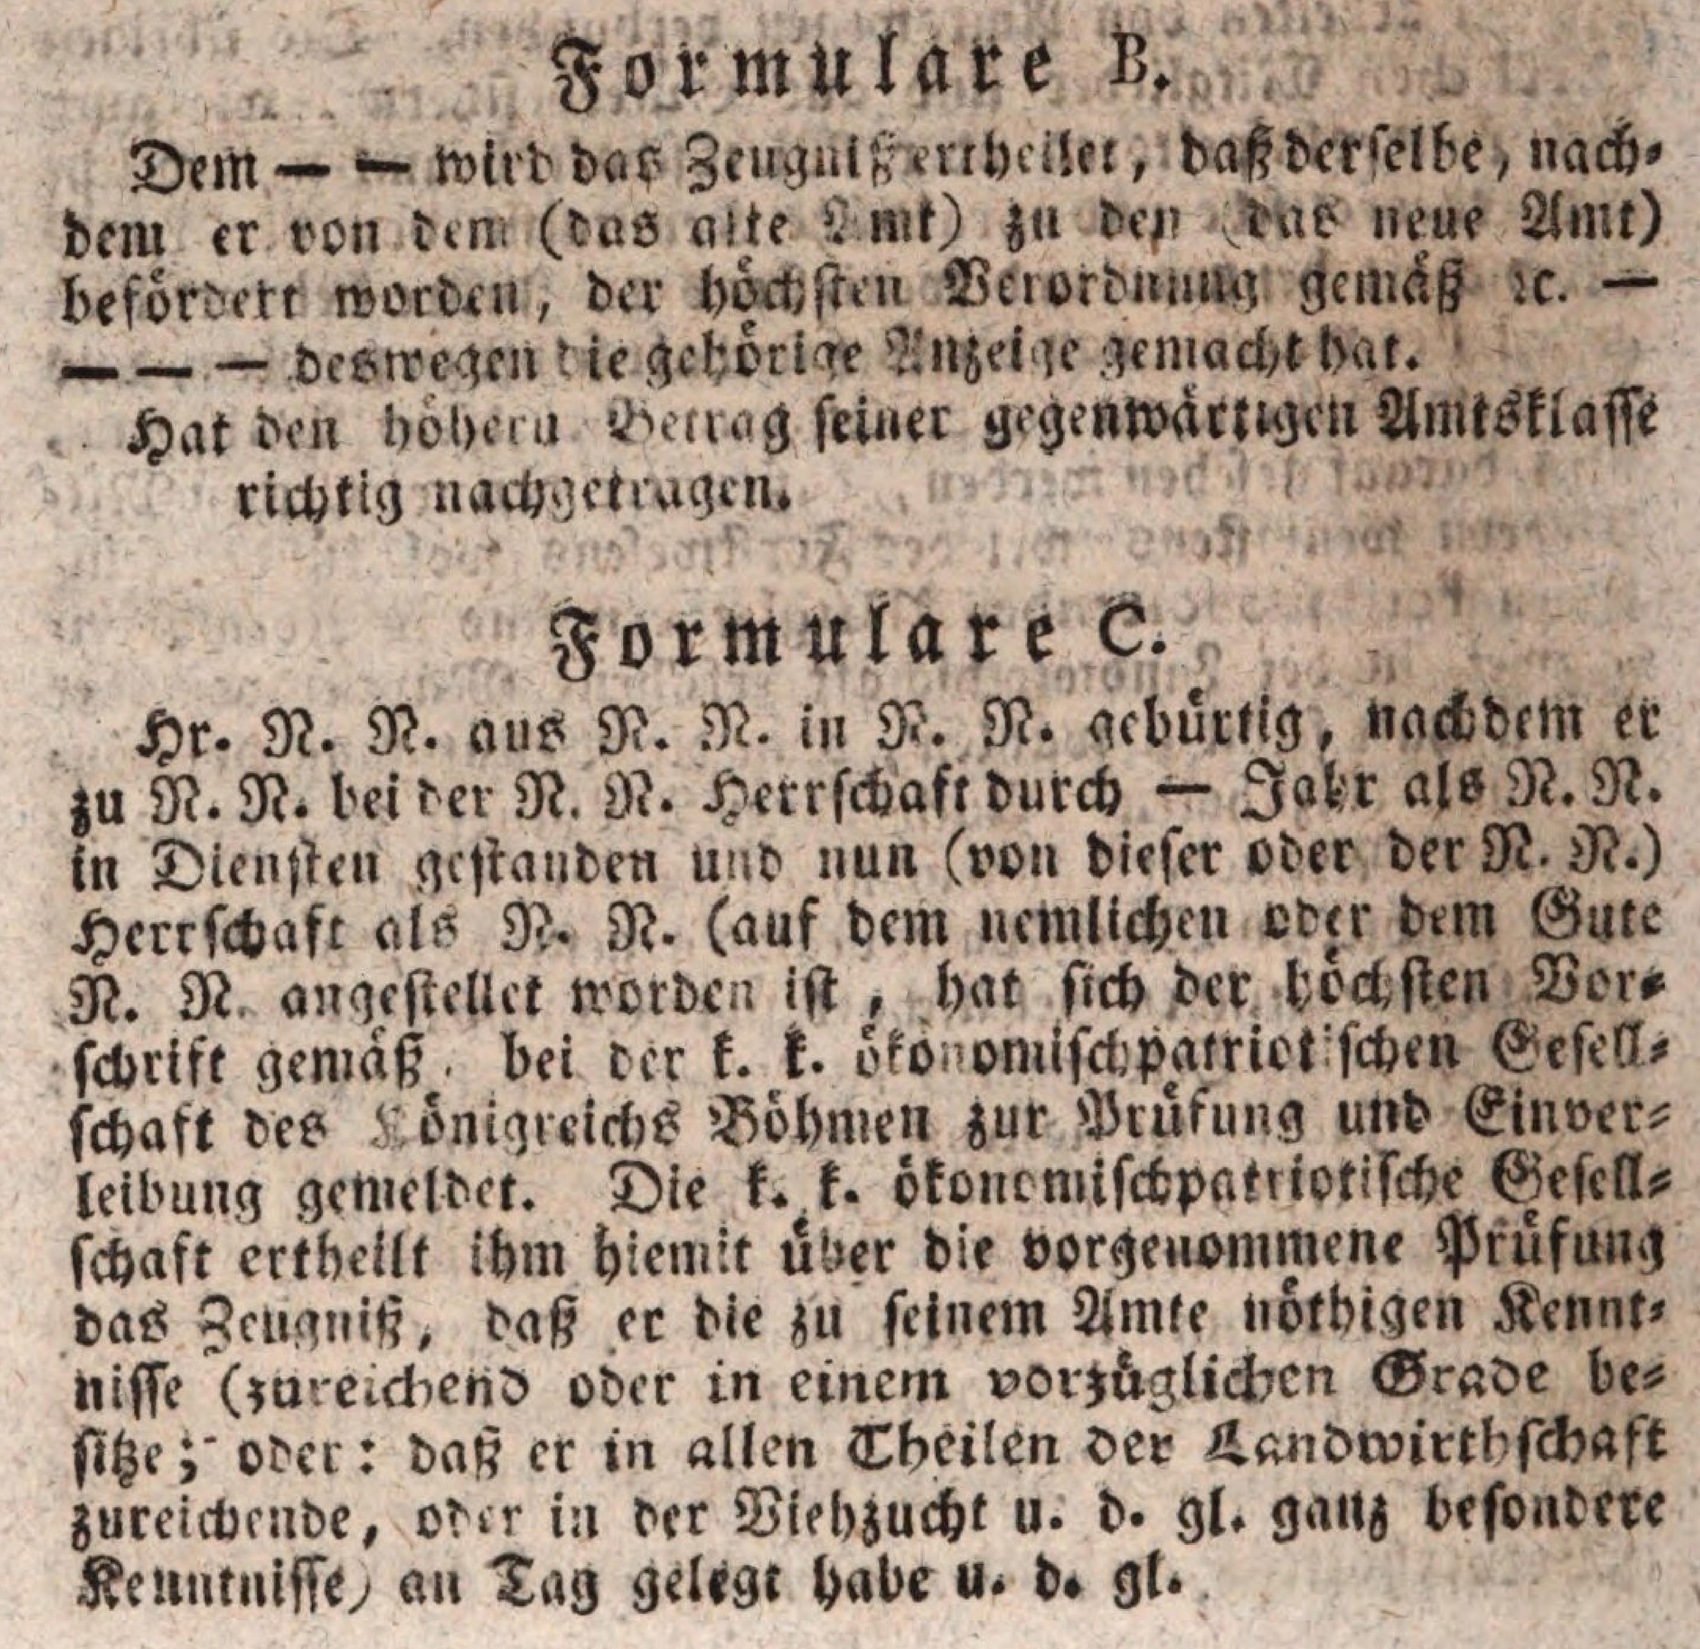 Formulare B.
Dem — — wird das Zeugniß ertheilet, daß derselbe, nach-
dem er von dem (das alte Amt) zu den (das neue Amt)
befördert worden, der höchsten Verordnung gemäß ꝛc. —
— — — deswegen die gehörige Anzeige gemacht hat.
Hat den höhern Betrag seiner gegenwärtigen Amtsklasse
richtig nachgetragen.
Formulare C.
Hr. N. N. aus N. N. in N. N. gebürtig, nachdem er
zu N. N. bei der N. N. Herrschaft durch — Jahr als N. N.
in Diensten gestanden und nun (von dieser oder der N. N.)
Herrschaft als N. N. (auf dem nemlichen oder dem Gute
N. N. angestellet worden ist, hat sich der höchsten Vor-
schrift gemäß, bei der k. k. ökonomischpatriotischen Gesell-
schaft des Königreichs Böhmen zur Prüfung und Einver-
leibung gemeldet. Die k. k. ökonomischpatriotische Gesell-
schaft ertheilt ihm hiemit über die vorgenommene Prüfung
das Zeugniß, daß er die zu seinem Amte nöthigen Kennt-
nisse (zureichend oder in einem vorzüglichen Grade be-
sitze; oder: daß er in allen Theilen der Landwirthschaft
zureichende, oder in der Viehzucht u. d. gl. ganz besondere
Kenntnisse) an Tag gelegt habe u. d. gl.